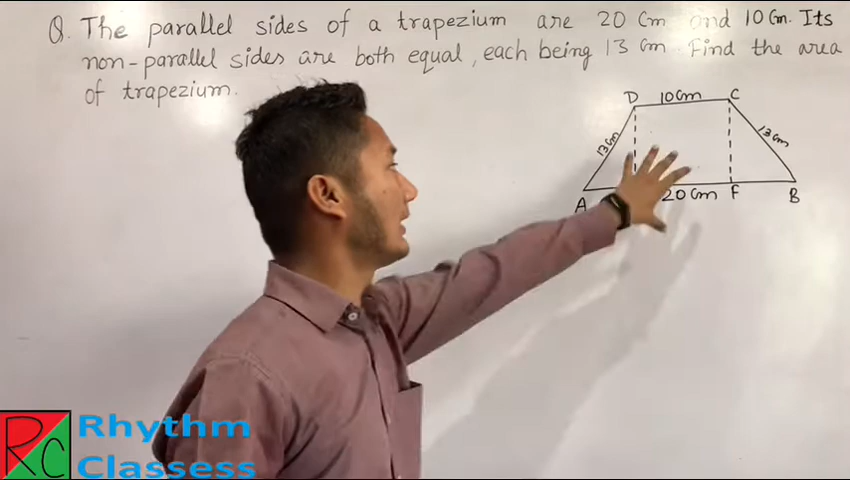 Q. The parallel sides of a trapezium are 20 cm and 10 cm. Its
non-parallel sides are both equal, each being 13 cm. Find the area
of trapezium.
D 10cm C
13cm 13cm
A 20cm F B
RC Rhythm
Classess